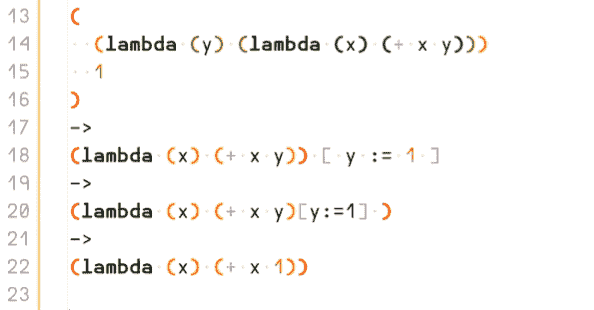 13 (
14 (lambda (y) (lambda (x) (+ x y)))
15 1
16 )
17 ->
18 (lambda (x) (+ x y)) [ y := 1 ]
19 ->
20 (lambda (x) (+ x y)[y:=1] )
21 ->
22 (lambda (x) (+ x 1))
23